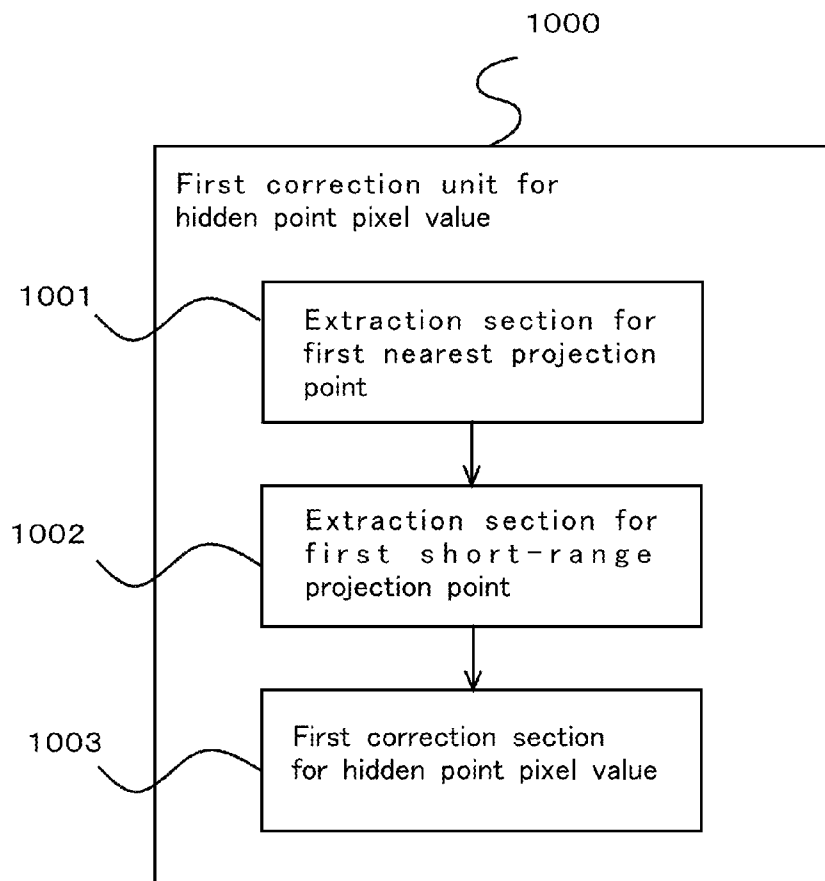 1000
First correction unit for
hidden point pixel value
1001
Extraction section for
first nearest projection
point
1002
Extraction section for
first short-range
projection point
1003
First correction section
for hidden point pixel value